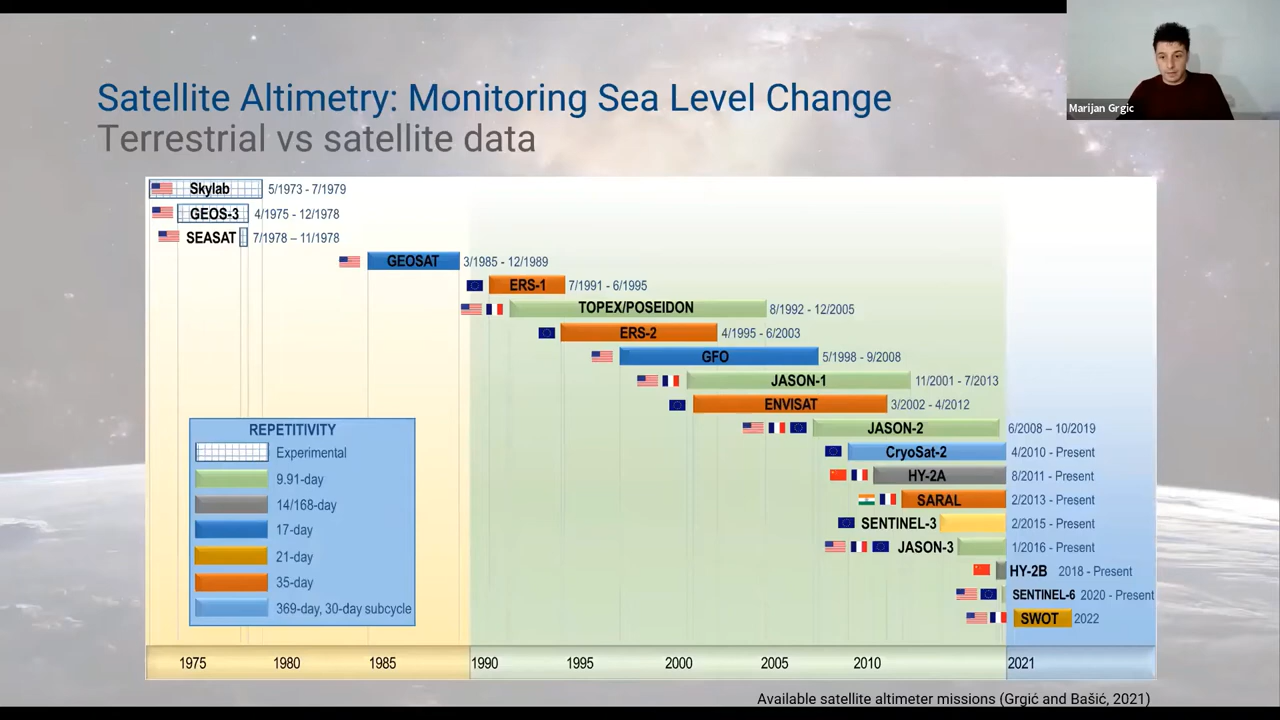 Marijan Grgic
Satellite Altimetry: Monitoring Sea Level Change
Terrestrial vs satellite data
Skylab 5/1973 - 7/1979
GEOS-3 4/1975 - 12/1978
SEASAT 7/1978 – 11/1978
GEOSAT 3/1985 - 12/1989
ERS-1 7/1991 - 6/1995
TOPEX/POSEIDON 8/1992 - 12/2005
ERS-2 4/1995 - 6/2003
GFO 5/1998 - 9/2008
JASON-1 11/2001 - 7/2013
ENVISAT 3/2002 - 4/2012
JASON-2 6/2008 – 10/2019
CryoSat-2 4/2010 - Present
HY-2A 8/2011 - Present
SARAL 2/2013 - Present
SENTINEL-3 2/2015 - Present
JASON-3 1/2016 - Present
HY-2B 2018 - Present
SENTINEL-6 2020 - Present
SWOT 2022
REPETITIVITY
Experimental
9.91-day
14/168-day
17-day
21-day
35-day
369-day, 30-day subcycle
1975 1980 1985 1990 1995 2000 2005 2010 2021
Available satellite altimeter missions (Grgić and Bašić, 2021)